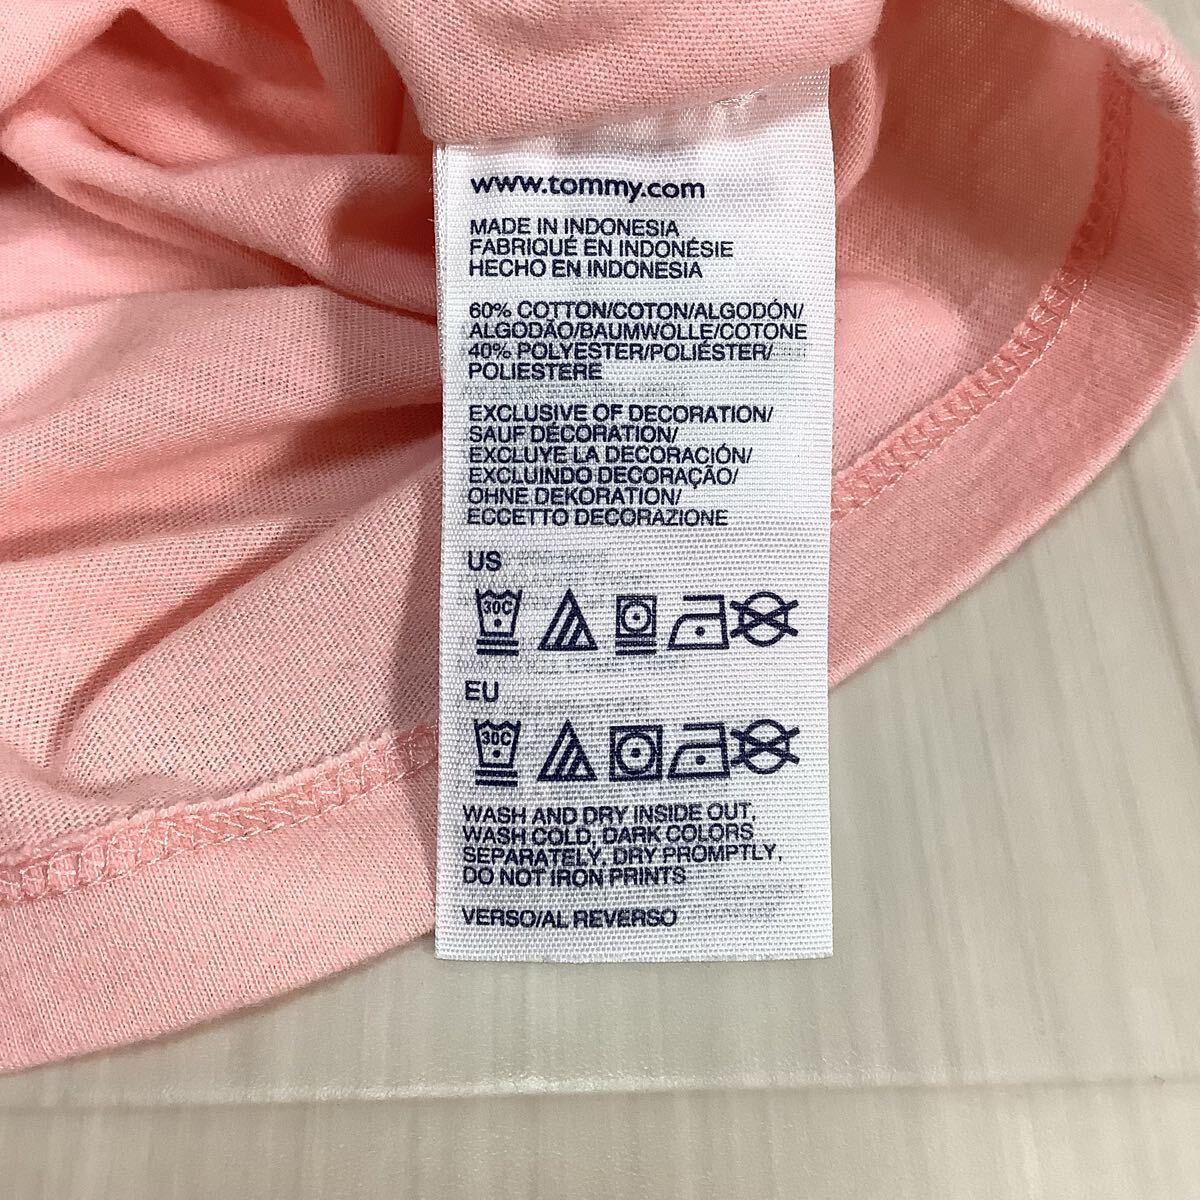 www.tommy.com
MADE IN INDONESIA
FABRIQUÉ EN INDONÉSIE
HECHO EN INDONESIA
60% COTTON/COTON/ALGODÓN/
ALGODÃO/BAUMWOLLE/COTONE
40% POLYESTER/POLIÉSTER/
POLIESTERE
EXCLUSIVE OF DECORATION/
SAUF DÉCORATION/
EXCLUYE LA DECORACIÓN/
EXCLUINDO DECORAÇÃO/
OHNE DEKORATION/
ECCETTO DECORAZIONE
US
30C
EU
30C
WASH AND DRY INSIDE OUT,
WASH COLD, DARK COLORS
SEPARATELY, DRY PROMPTLY,
DO NOT IRON PRINTS
VERSO/AL REVERSO